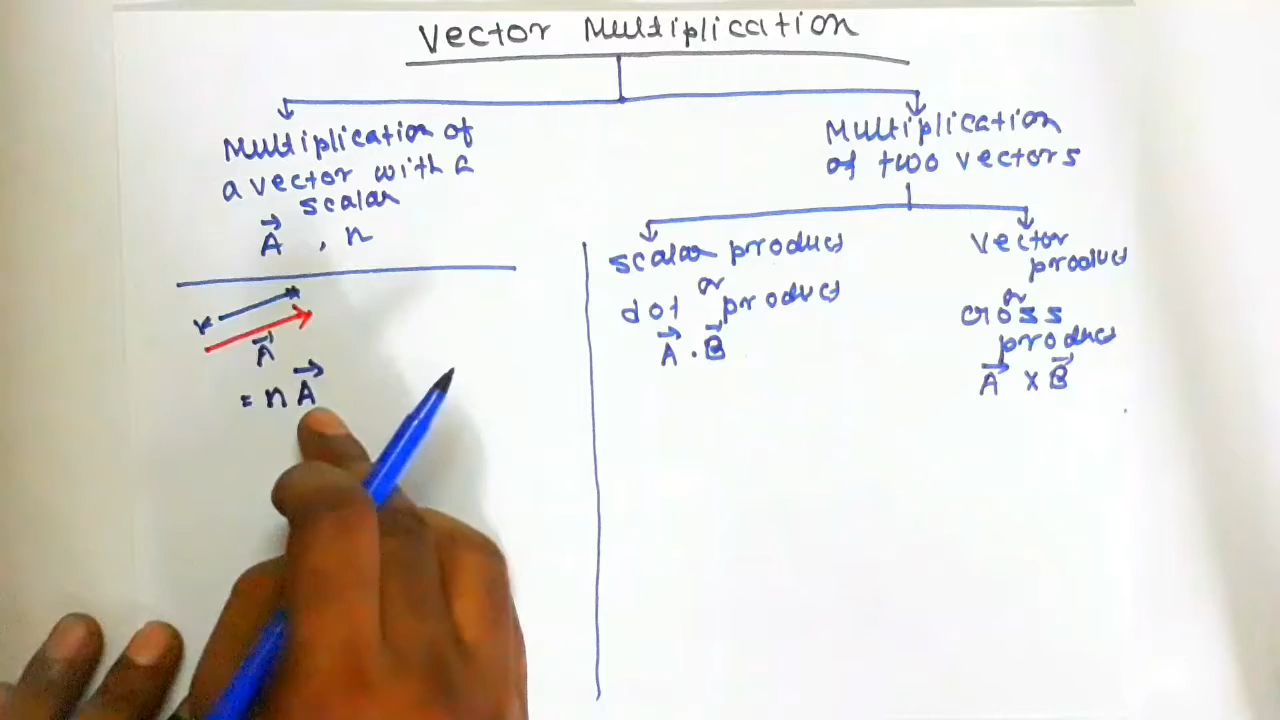 Vector Multiplication
Multiplication of
a vector with a
scalar
A⃗ , n
A⃗
= n A⃗
Multiplication
of two vectors
scalar product
or
dot product
A⃗ . B⃗
Vector
product
or
cross
product
A⃗ x B⃗